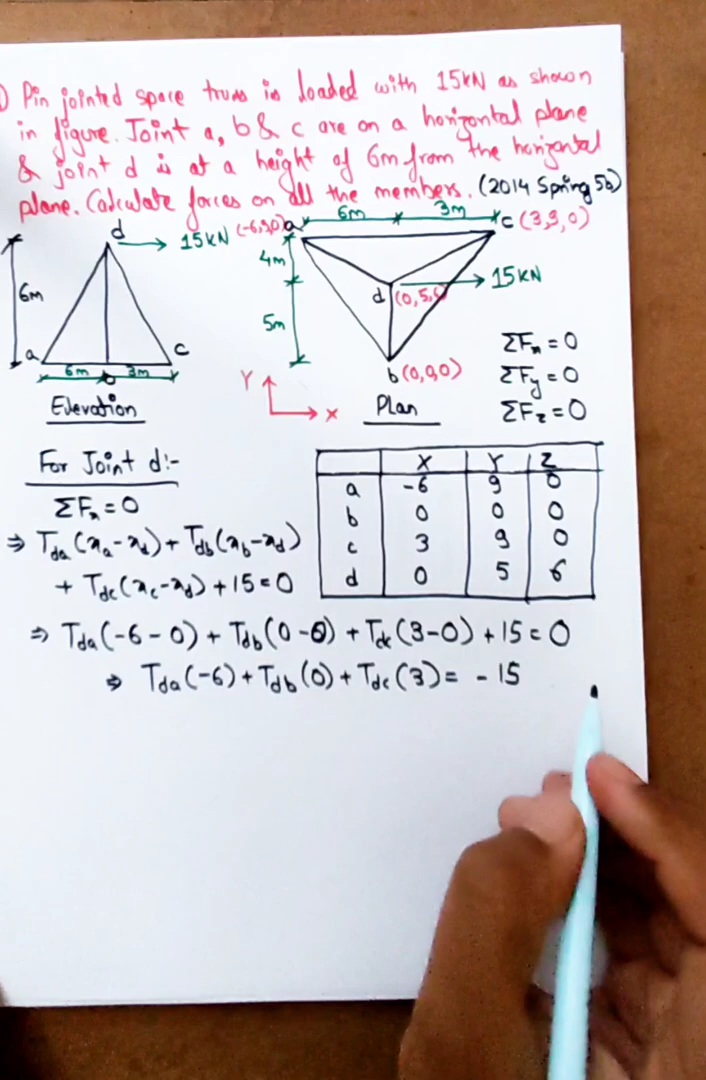 ) Pin jointed space truss is loaded with 15kN as shown
in figure. Joint a, b & c are on a horizontal plane
& joint d is at a height of 6m from the horizontal
plane. Calculate forces on all the members. (2014 Spring 5b)
d → 15kN
6m
a c
6m b 3m
Elevation
(-6,9,0) a 6m 3m c (3,9,0)
4m
d (0,5,6) → 15kN
5m
b (0,0,0)
Y
X
Plan
ΣFx = 0
ΣFy = 0
ΣFz = 0
For Joint d:-
ΣFx = 0
⇒ Tda (xa - xd) + Tdb (xb - xd)
+ Tdc (xc - xd) + 15 = 0
X Y Z
a -6 9 0
b 0 0 0
c 3 9 0
d 0 5 6
⇒ Tda (-6 - 0) + Tdb (0 - 0) + Tdc (3 - 0) + 15 = 0
⇒ Tda (-6) + Tdb (0) + Tdc (3) = - 15